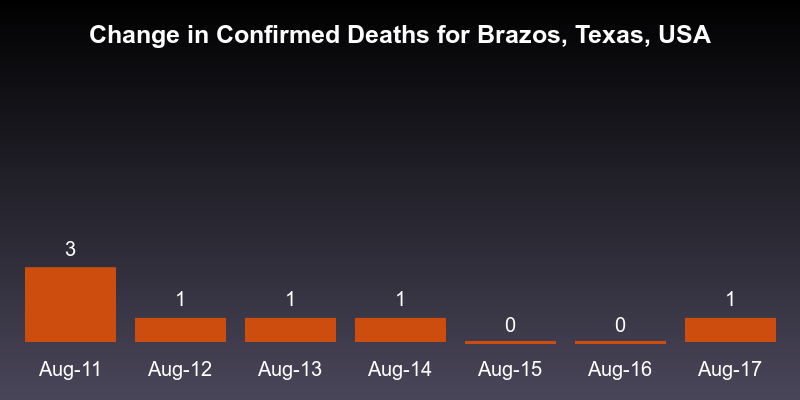 Change in Confirmed Deaths for Brazos, Texas, USA
3
1
1
1
0
0
1
Aug-11
Aug-12
Aug-13
Aug-14
Aug-15
Aug-16
Aug-17